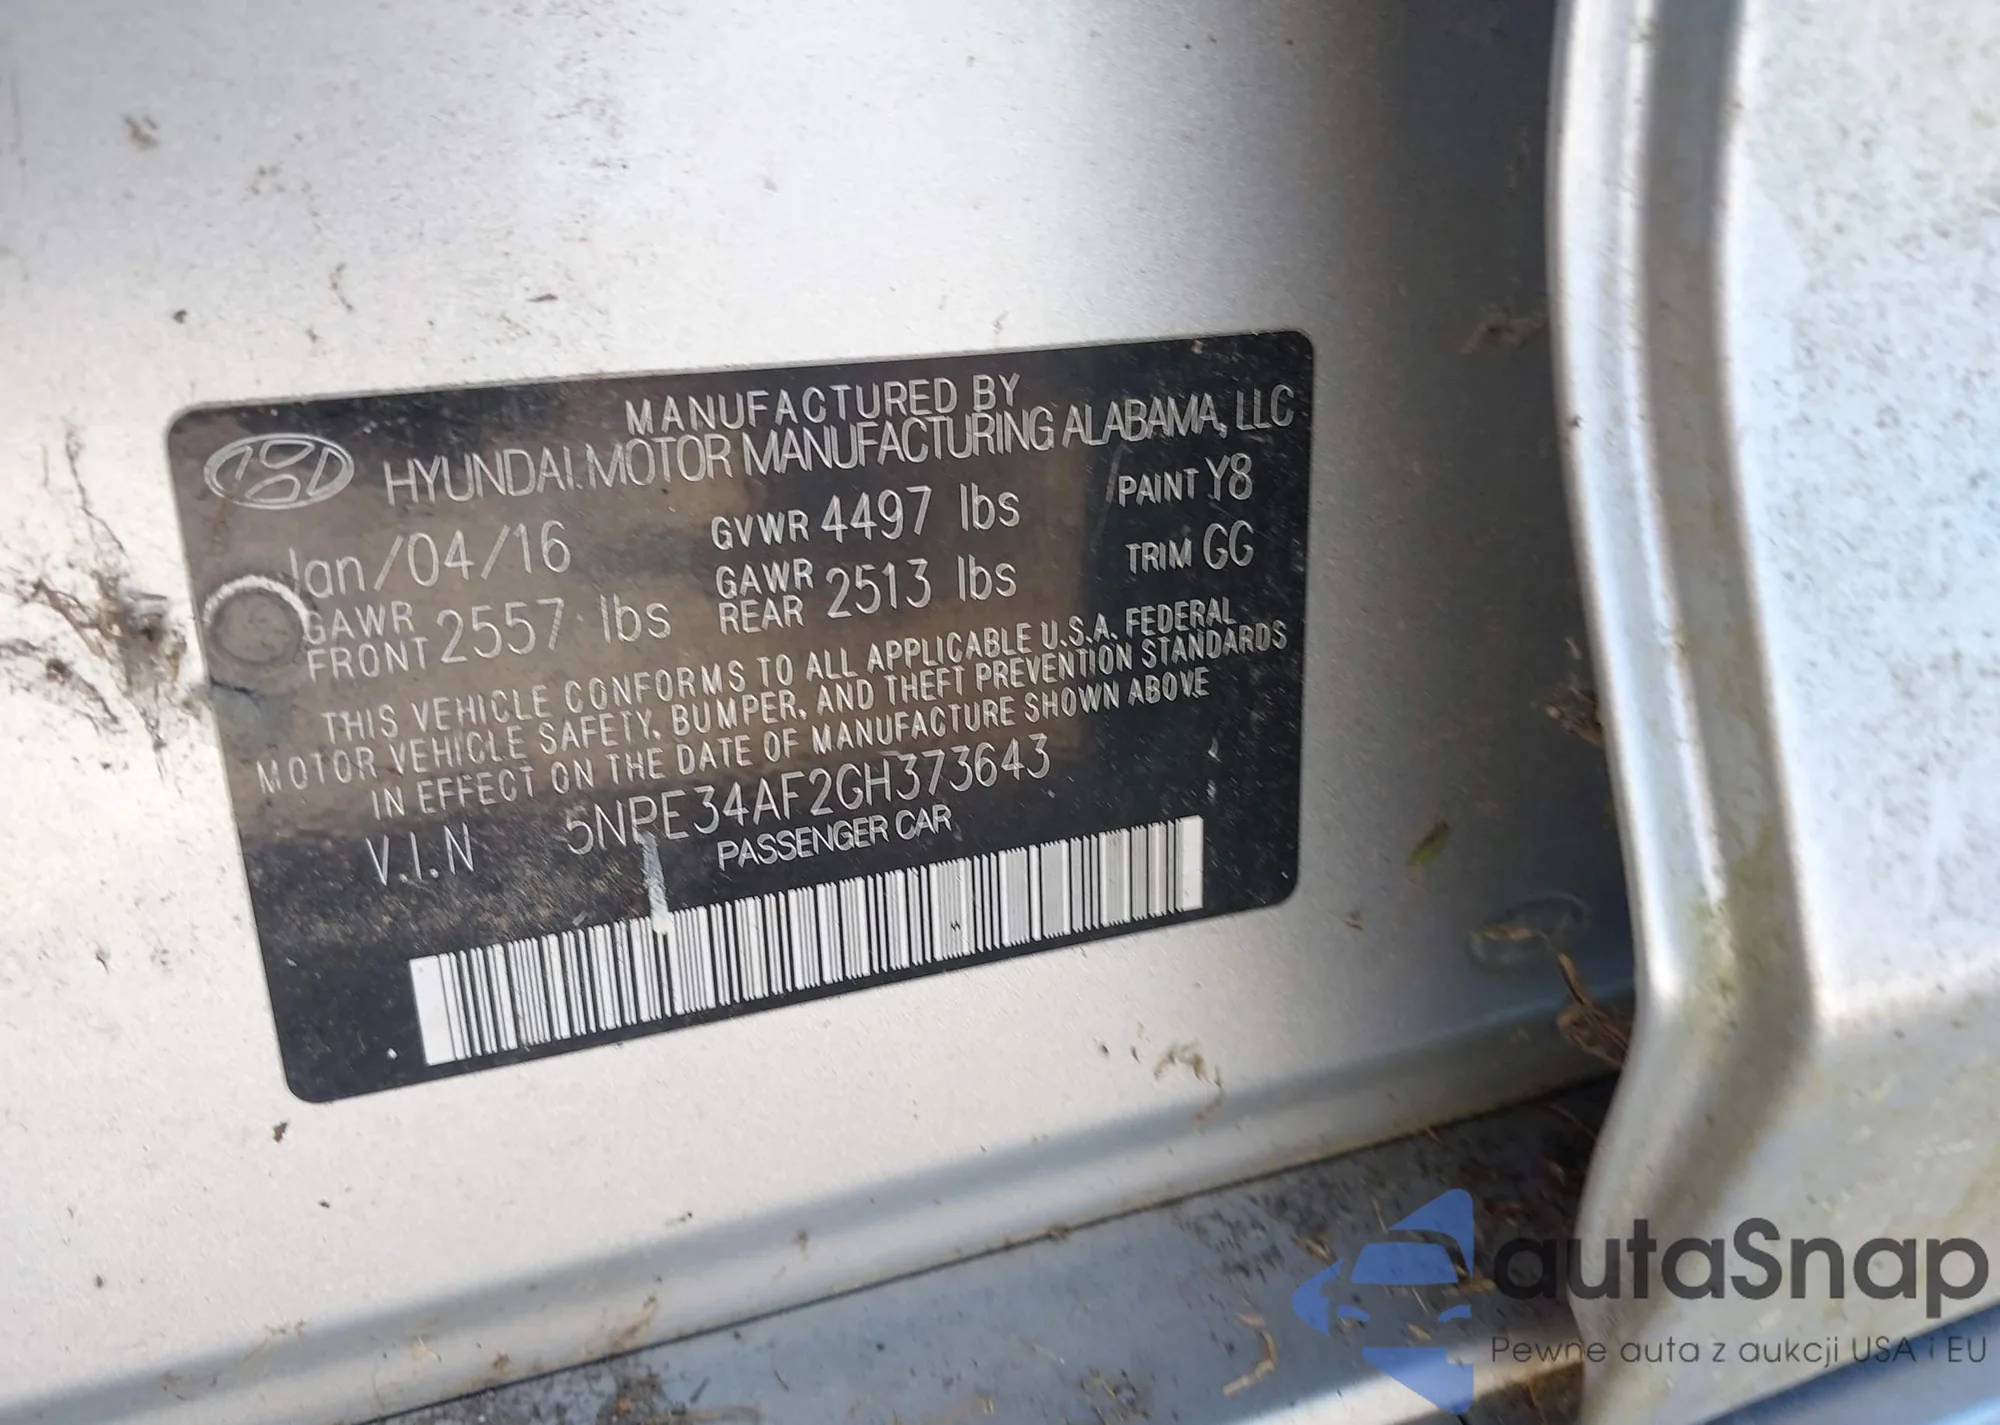 MANUFACTURED BY
HYUNDAI MOTOR MANUFACTURING ALABAMA, LLC
Jan/04/16 GVWR 4497 lbs PAINT Y8
GAWR FRONT 2557 lbs GAWR REAR 2513 lbs TRIM GG
THIS VEHICLE CONFORMS TO ALL APPLICABLE U.S.A. FEDERAL
MOTOR VEHICLE SAFETY, BUMPER, AND THEFT PREVENTION STANDARDS
IN EFFECT ON THE DATE OF MANUFACTURE SHOWN ABOVE
V.I.N 5NPE34AF2GH373643
PASSENGER CAR
autaSnap
Pewne auta z aukcji USA i EU